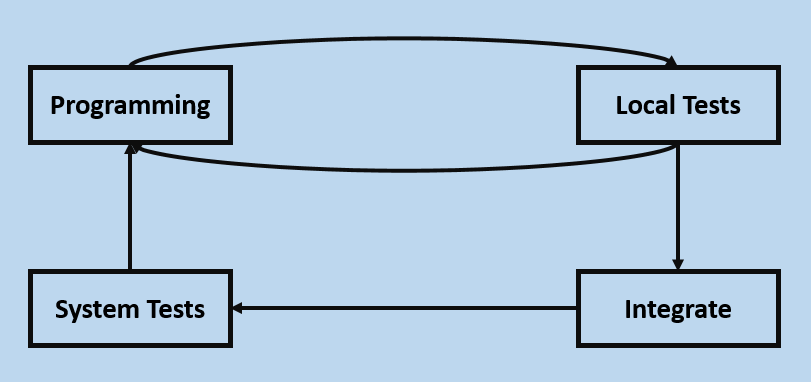 Programming
Local Tests
System Tests
Integrate